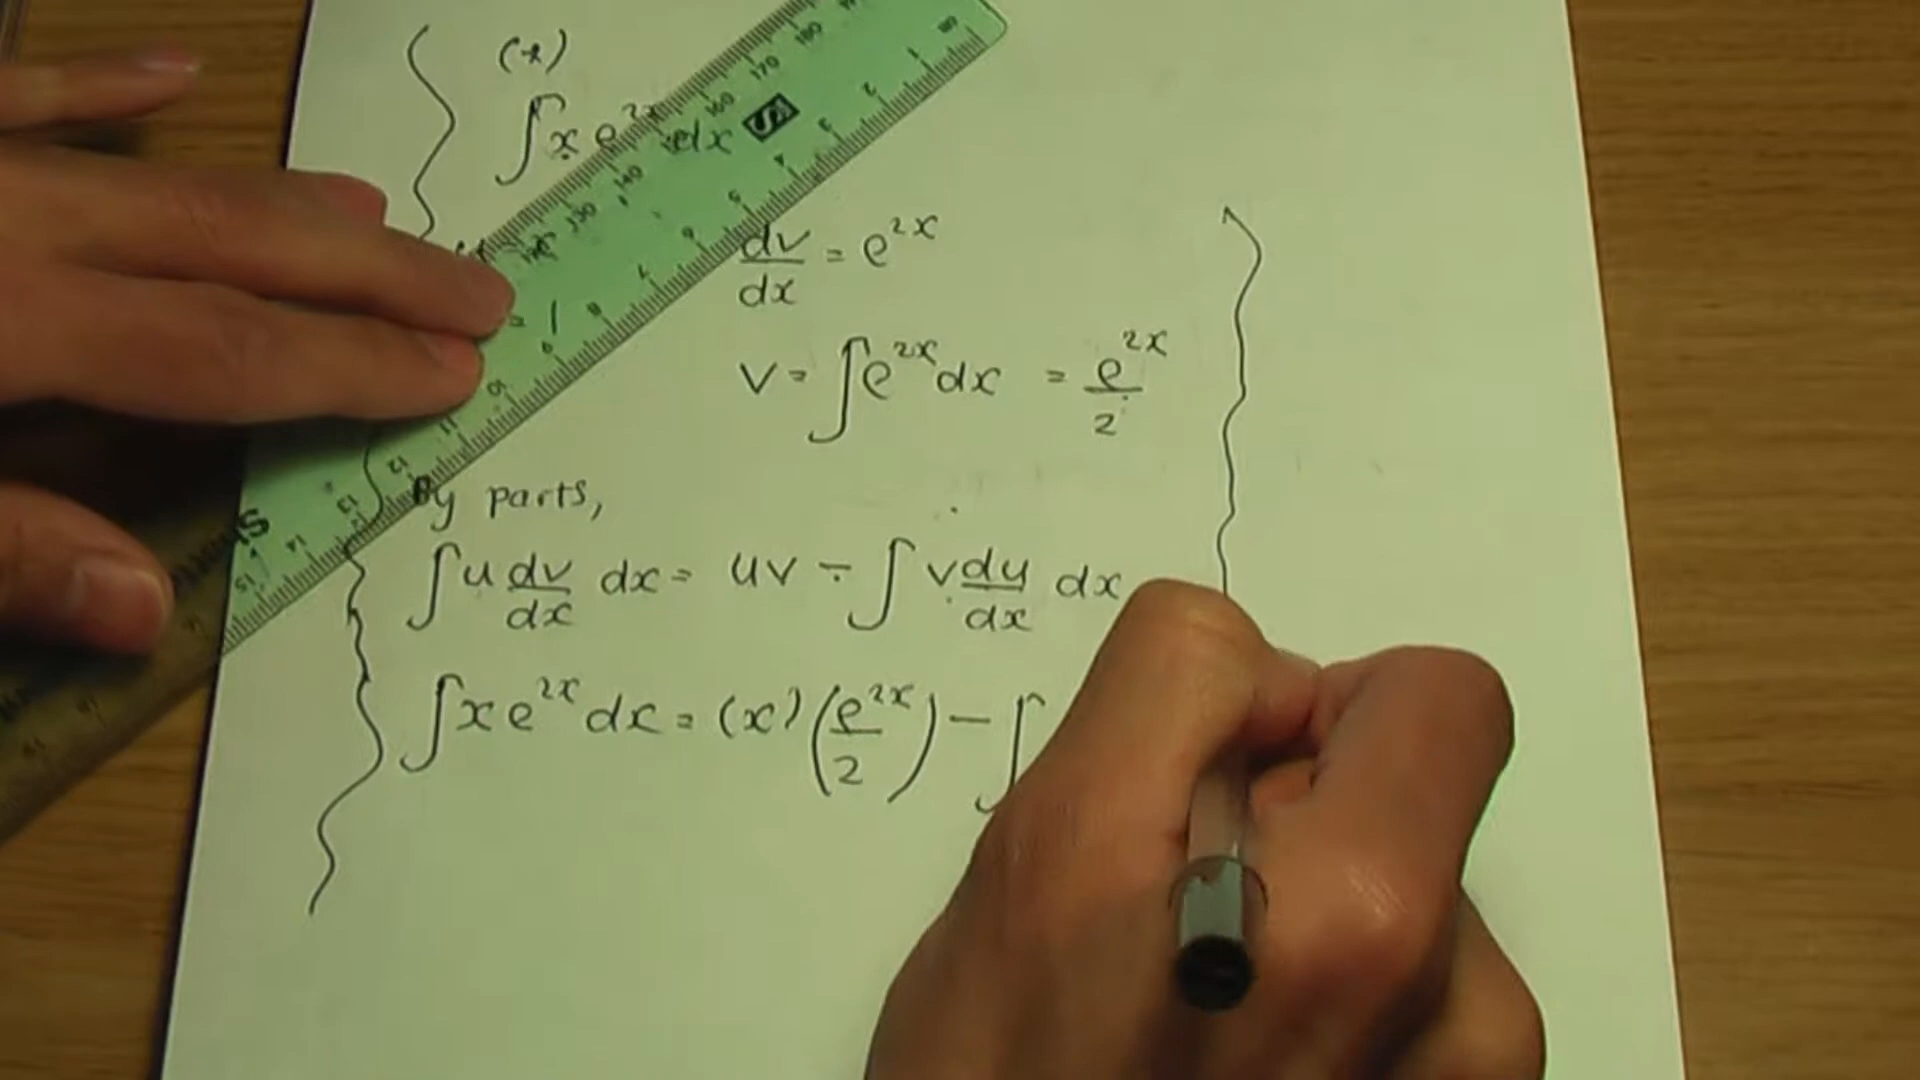 (*)
∫ x e^{2x} dx
dv/dx = e^{2x}
= 1
v = ∫ e^{2x} dx = e^{2x}/2
By parts,
∫ u dv/dx dx = uv - ∫ v du/dx dx
∫ x e^{2x} dx = (x) (e^{2x}/2) - ∫